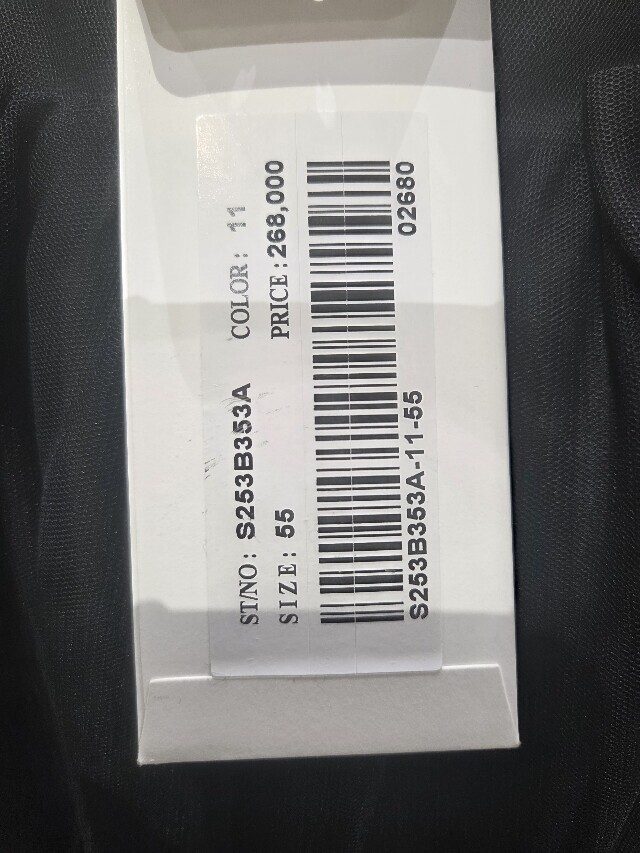 ST/NO: S253B353A COLOR: 11
SIZE: 55 PRICE:268,000
S253B353A-11-55 02680